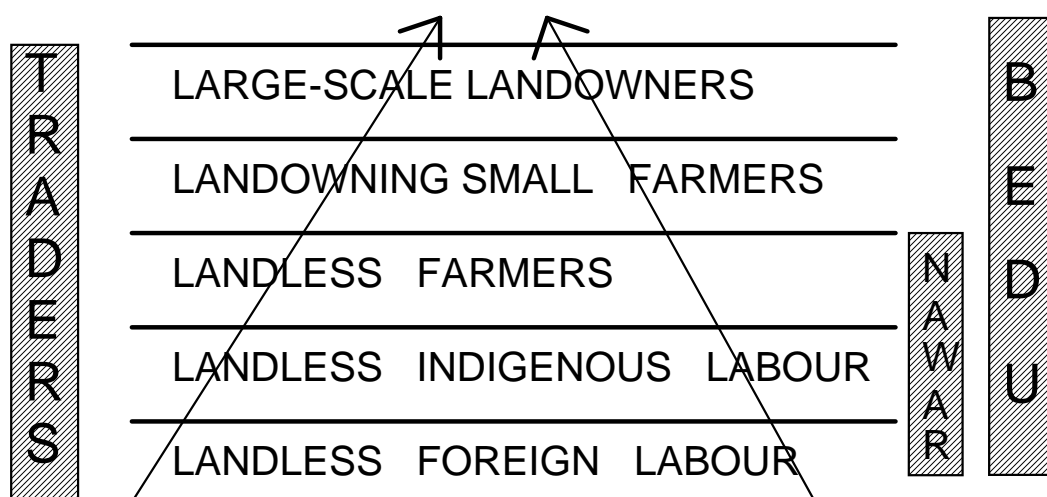 TRADERS
LARGE-SCALE LANDOWNERS
LANDOWNING SMALL FARMERS
LANDLESS FARMERS
LANDLESS INDIGENOUS LABOUR
LANDLESS FOREIGN LABOUR
NAWAR
BEDU